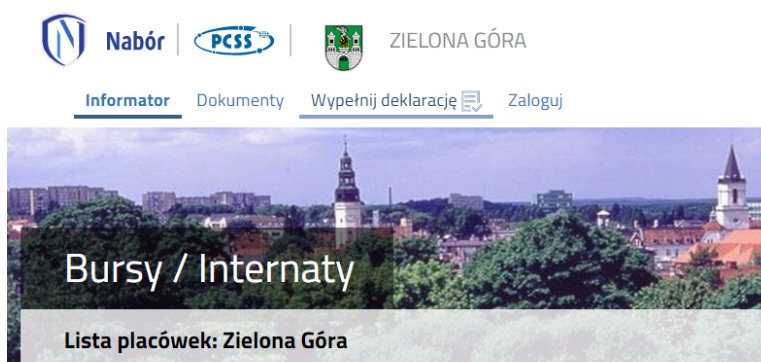 Nabór PCSS ZIELONA GÓRA
Informator Dokumenty Wypełnij deklarację Zaloguj
Bursy / Internaty
Lista placówek: Zielona Góra